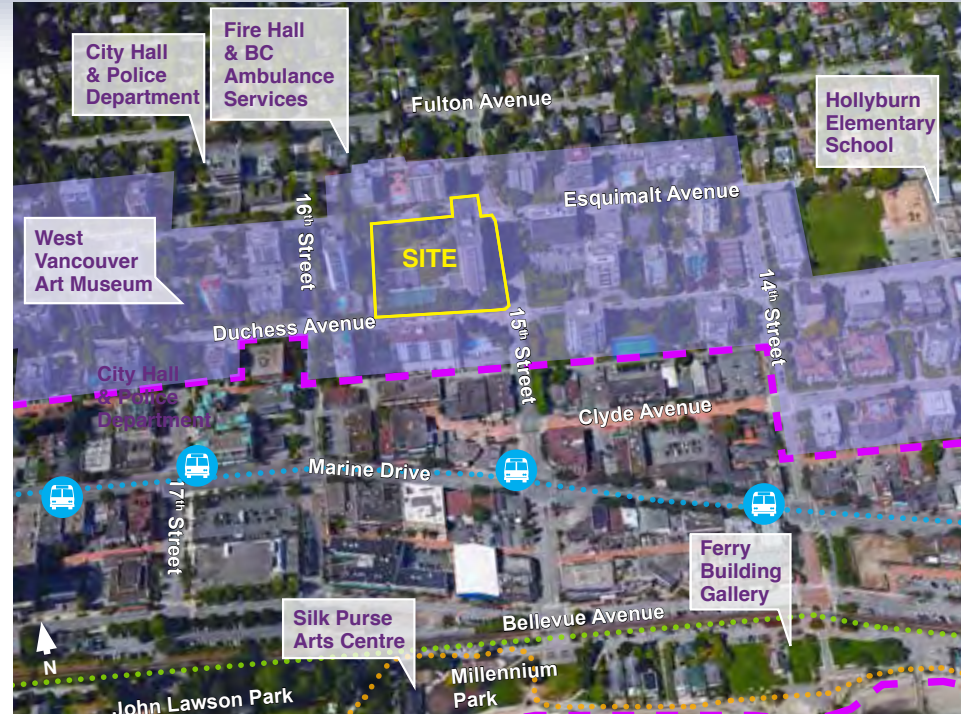 City Hall
& Police
Department
Fire Hall
& BC
Ambulance
Services
Fulton Avenue
Hollyburn
Elementary
School
Esquimalt Avenue
16th Street
West
Vancouver
Art Museum
SITE
14th Street
Duchess Avenue
15th Street
City Hall
& Police
Department
Clyde Avenue
Marine Drive
17th Street
Ferry
Building
Gallery
Silk Purse
Arts Centre
Bellevue Avenue
N
Millennium
Park
John Lawson Park